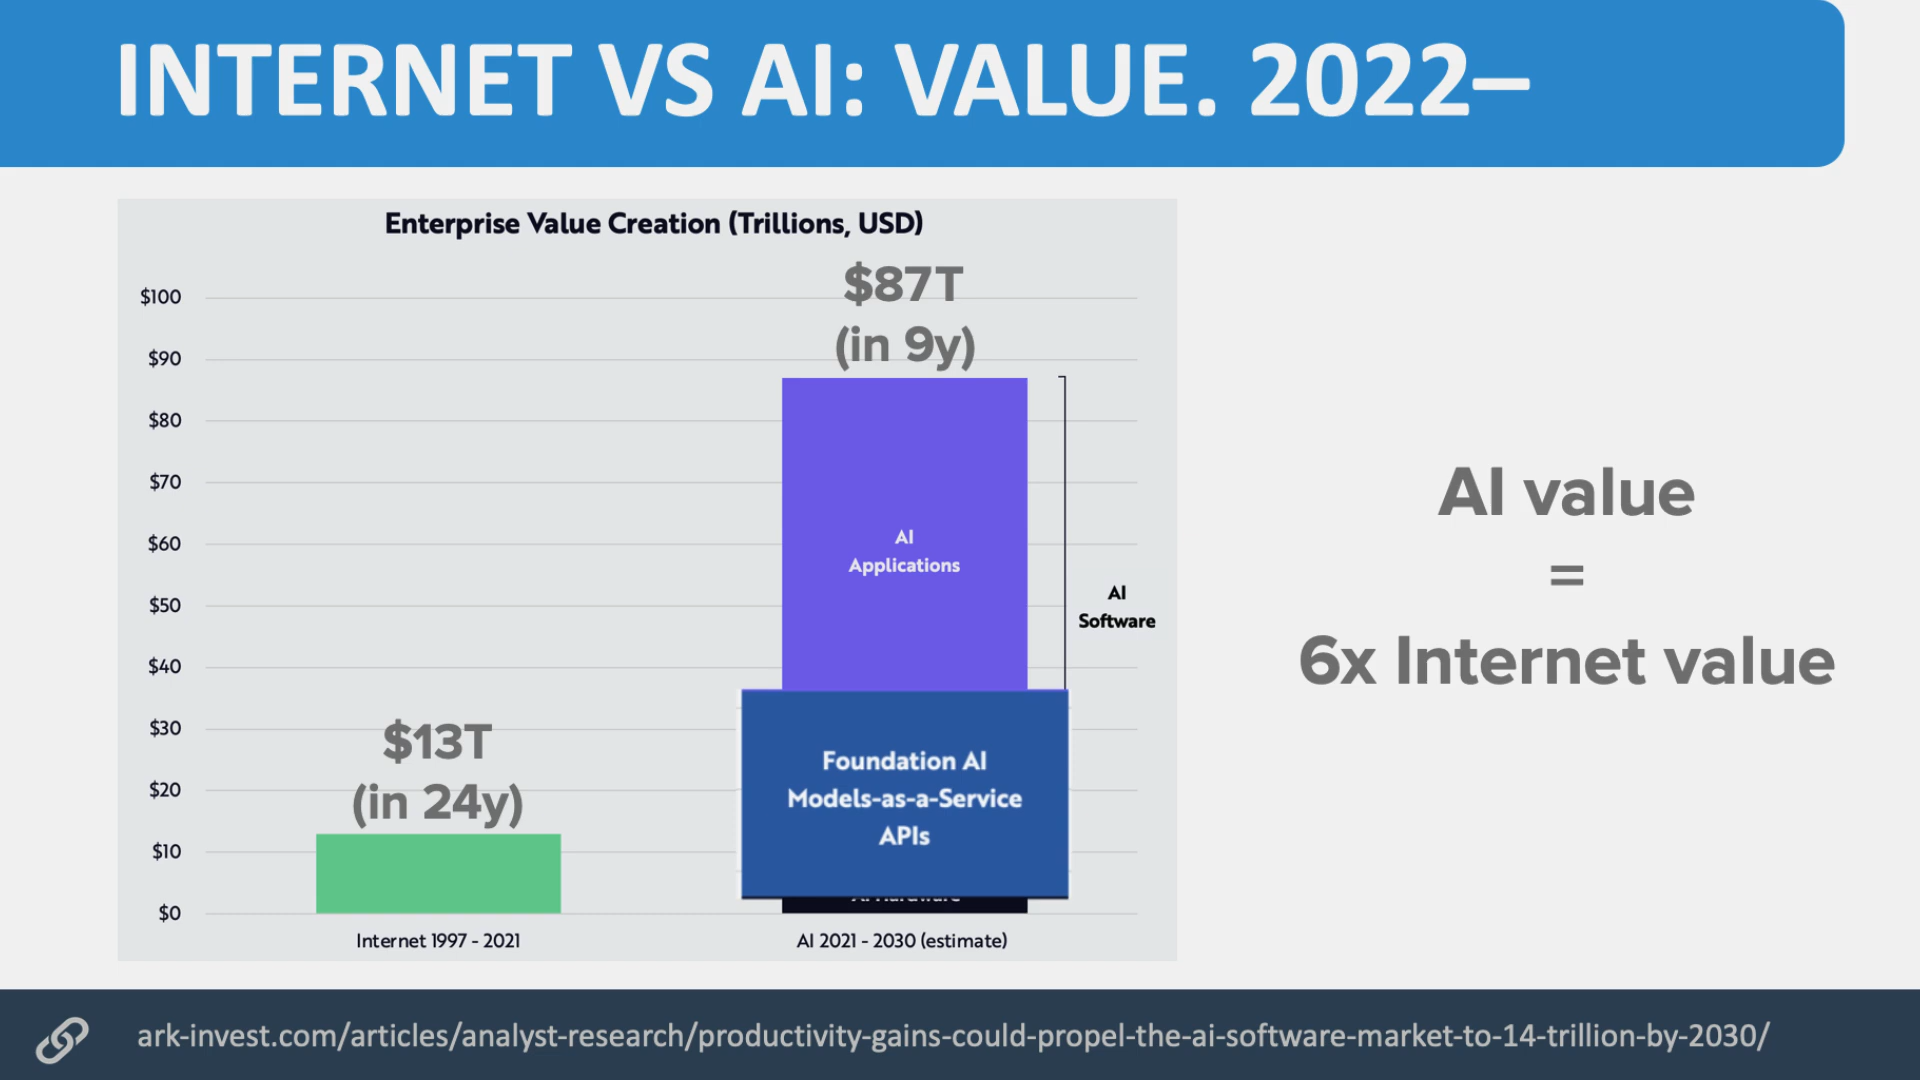 INTERNET VS AI: VALUE. 2022–
Enterprise Value Creation (Trillions, USD)
$100
$90
$80
$70
$60
$50
$40
$30
$20
$10
$0
$13T
(in 24y)
$87T
(in 9y)
AI
Applications
AI
Software
Foundation AI
Models-as-a-Service
APIs
Internet 1997 - 2021
AI 2021 - 2030 (estimate)
AI value
=
6x Internet value
ark-invest.com/articles/analyst-research/productivity-gains-could-propel-the-ai-software-market-to-14-trillion-by-2030/